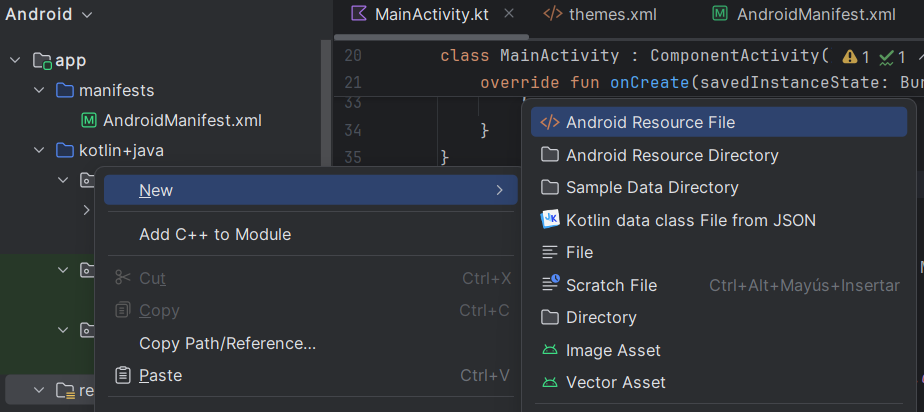 Android
MainActivity.kt
themes.xml
AndroidManifest.xml
app
20 class MainActivity : ComponentActivity( 1 1
manifests
21 override fun onCreate(savedInstanceState: Bun
33
AndroidManifest.xml
34 }
kotlin+java
35 }
New
Add C++ to Module
Cut Ctrl+X
Copy Ctrl+C
Copy Path/Reference...
Paste Ctrl+V
Android Resource File
Android Resource Directory
Sample Data Directory
Kotlin data class File from JSON
File
Scratch File Ctrl+Alt+Mayús+Insertar
Directory
Image Asset
Vector Asset
re